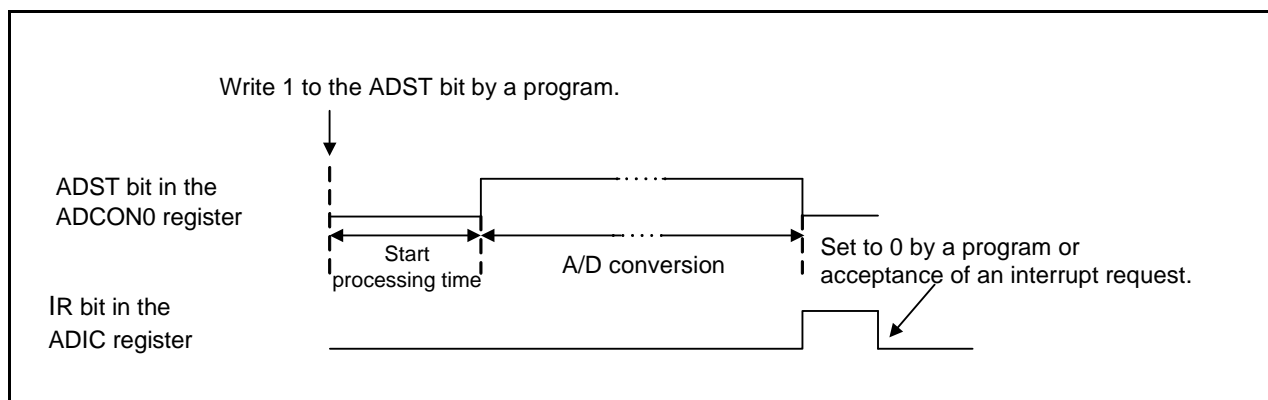 Write 1 to the ADST bit by a program.
ADST bit in the
ADCON0 register
Start
processing time
A/D conversion
Set to 0 by a program or
acceptance of an interrupt request.
IR bit in the
ADIC register